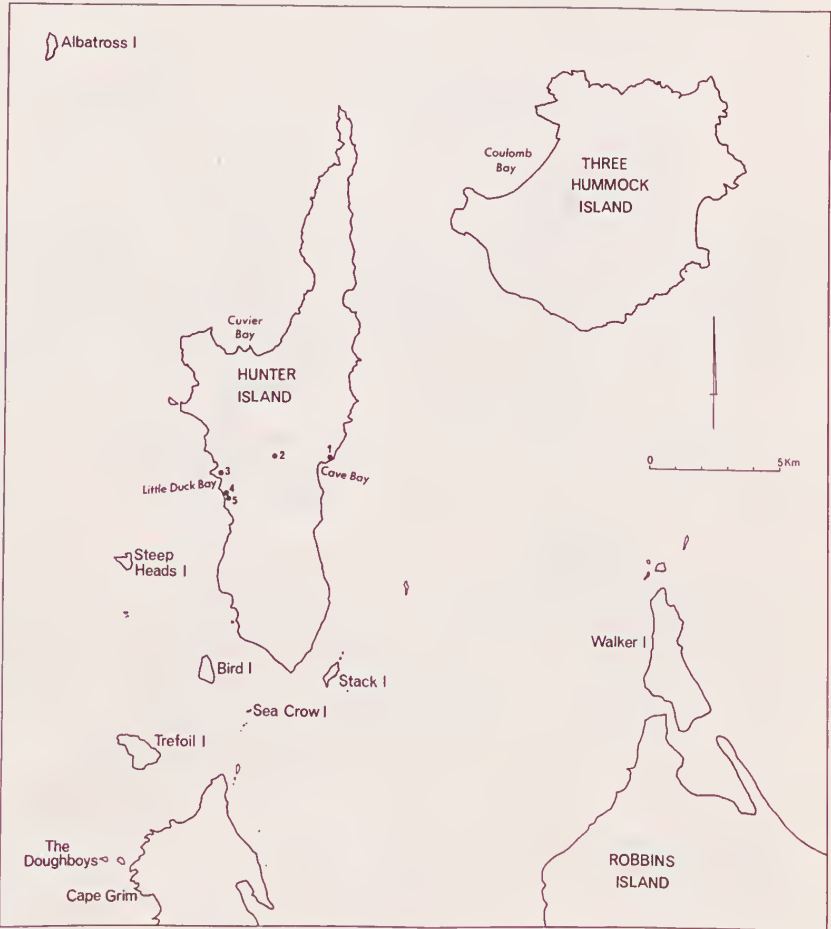 Albatross I
Coulomb
Bay
THREE
HUMMOCK
ISLAND
Cuvier
Bay
HUNTER
ISLAND
1
2
3
Cave Bay
Little Duck Bay
4
5
0
5Km
Steep
Heads I
Walker I
Bird I
Stack I
Sea Crow I
Trefoil I
The
Doughboys
Cape Grim
ROBBINS
ISLAND